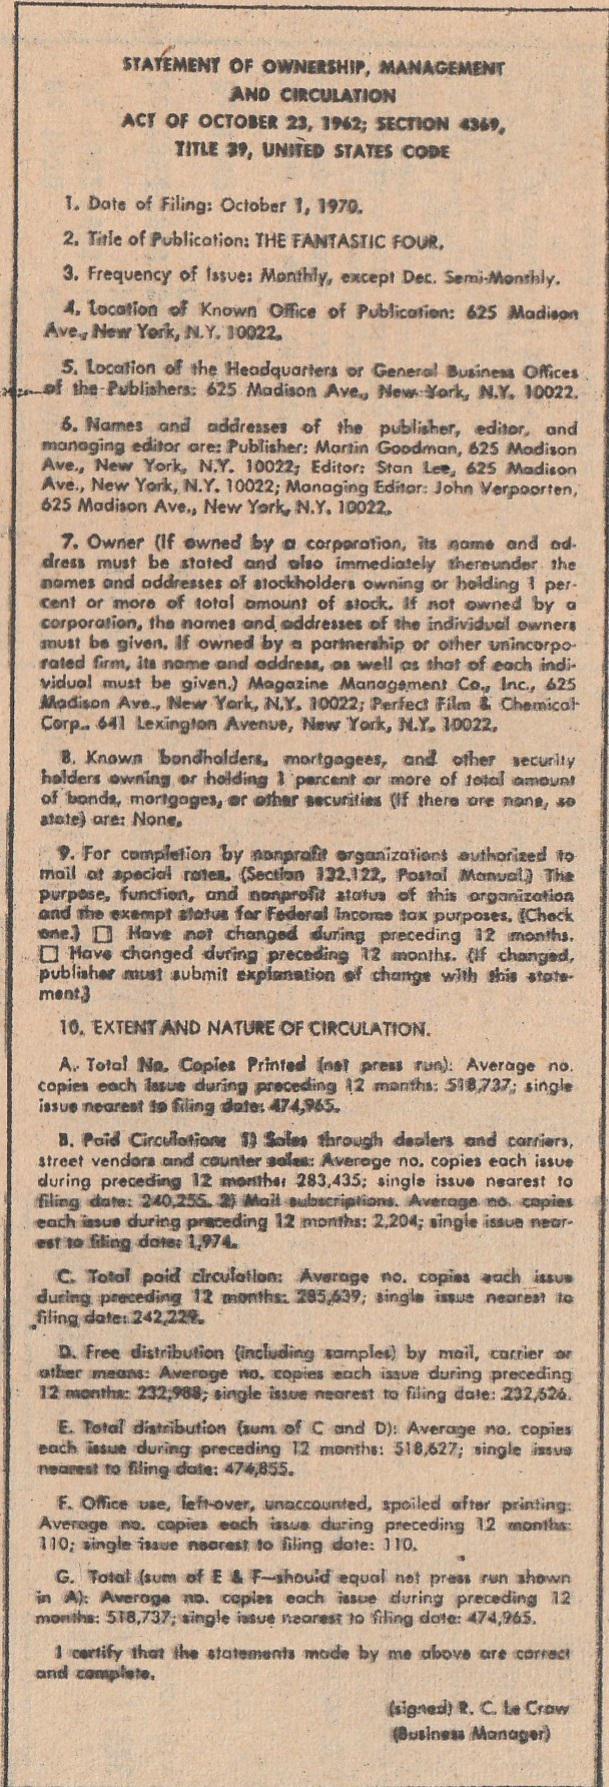 STATEMENT OF OWNERSHIP, MANAGEMENT
AND CIRCULATION
ACT OF OCTOBER 23, 1962; SECTION 4369,
TITLE 39, UNITED STATES CODE
1. Date of Filing: October 1, 1970.
2. Title of Publication: THE FANTASTIC FOUR.
3. Frequency of Issue: Monthly, except Dec. Semi-Monthly.
4. Location of Known Office of Publication: 625 Madison
Ave., New York, N.Y. 10022.
5. Location of the Headquarters or General Business Offices
of the Publishers: 625 Madison Ave., New York, N.Y. 10022.
6. Names and addresses of the publisher, editor, and
managing editor are: Publisher: Martin Goodman, 625 Madison
Ave., New York, N.Y. 10022; Editor: Stan Lee, 625 Madison
Ave., New York, N.Y. 10022; Managing Editor: John Verpoorten,
625 Madison Ave., New York, N.Y. 10022.
7. Owner (If owned by a corporation, its name and ad-
dress must be stated and also immediately thereunder the
names and addresses of stockholders owning or holding 1 per-
cent or more of total amount of stock. If not owned by a
corporation, the names and addresses of the individual owners
must be given. If owned by a partnership or other unincorpo-
rated firm, its name and address, as well as that of each indi-
vidual must be given.) Magazine Management Co., Inc., 625
Madison Ave., New York, N.Y. 10022; Perfect Film & Chemical
Corp.. 641 Lexington Avenue, New York, N.Y. 10022.
8. Known bondholders, mortgagees, and other security
holders owning or holding 1 percent or more of total amount
of bonds, mortgages, or other securities (If there are none, so
state) are: None.
9. For completion by nonprofit organizations authorized to
mail at special rates. (Section 132.122, Postal Manual.) The
purpose, function, and nonprofit status of this organization
and the exempt status for Federal income tax purposes. (Check
one.) ☐ Have not changed during preceding 12 months.
☐ Have changed during preceding 12 months. (If changed,
publisher must submit explanation of change with this state-
ment.)
10. EXTENT AND NATURE OF CIRCULATION.
A. Total No. Copies Printed (net press run): Average no.
copies each issue during preceding 12 months: 518,737; single
issue nearest to filing date: 474,965.
B. Paid Circulations 1) Sales through dealers and carriers,
street vendors and counter sales: Average no. copies each issue
during preceding 12 months: 283,435; single issue nearest to
filing date: 240,255. 2) Mail subscriptions. Average no. copies
each issue during preceding 12 months: 2,204; single issue near-
est to filing date: 1,974.
C. Total paid circulation: Average no. copies each issue
during preceding 12 months: 285,639; single issue nearest to
filing date: 242,229.
D. Free distribution (including samples) by mail, carrier or
other means: Average no. copies each issue during preceding
12 months: 232,988; single issue nearest to filing date: 232,626.
E. Total distribution (sum of C and D): Average no. copies
each issue during preceding 12 months: 518,627; single issue
nearest to filing date: 474,855.
F. Office use, left-over, unaccounted, spoiled after printing:
Average no. copies each issue during preceding 12 months:
110; single issue nearest to filing date: 110.
G. Total (sum of E & F—should equal net press run shown
in A): Average no. copies each issue during preceding 12
months: 518,737; single issue nearest to filing date: 474,965.
I certify that the statements made by me above are correct
and complete.
(signed) R. C. Le Craw
(Business Manager)